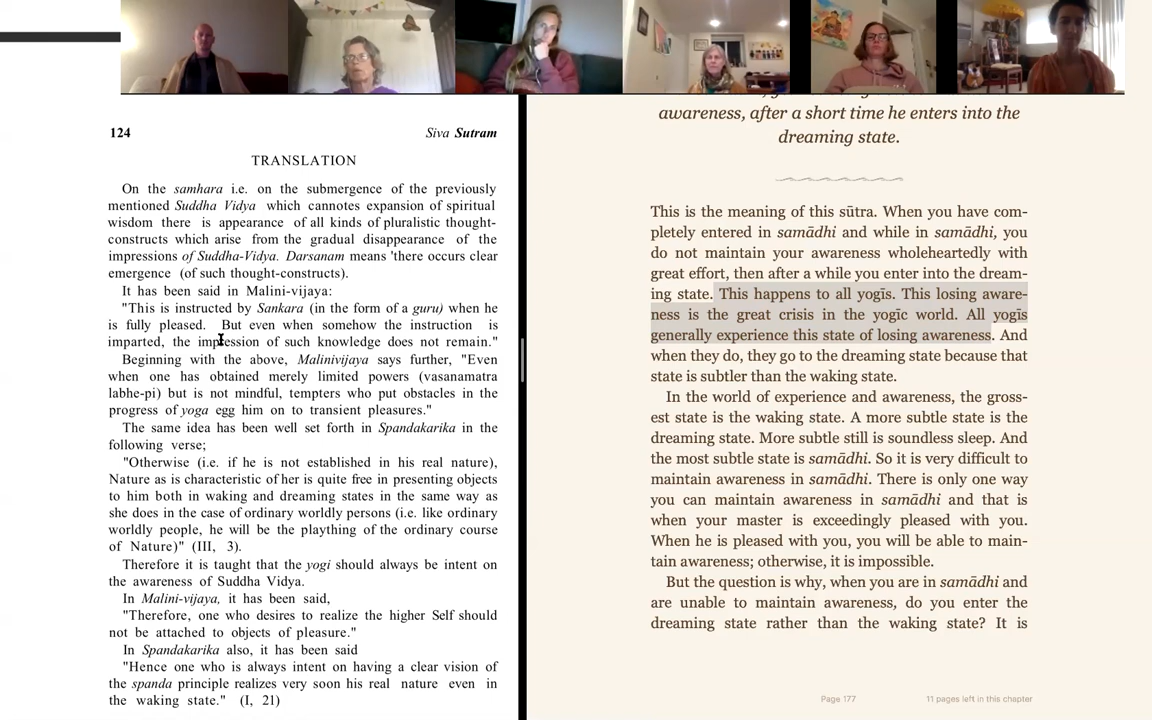 124
Siva Sutram
TRANSLATION
On the samhara i.e. on the submergence of the previously
mentioned Suddha Vidya which cannotes expansion of spiritual
wisdom there is appearance of all kinds of pluralistic thought-
constructs which arise from the gradual disappearance of the
impressions of Suddha-Vidya. Darsanam means 'there occurs clear
emergence (of such thought-constructs).
It has been said in Malini-vijaya:
"This is instructed by Sankara (in the form of a guru) when he
is fully pleased. But even when somehow the instruction is
imparted, the impression of such knowledge does not remain."
Beginning with the above, Malinivijaya says further, "Even
when one has obtained merely limited powers (vasanamatra
labhe-pi) but is not mindful, tempters who put obstacles in the
progress of yoga egg him on to transient pleasures."
The same idea has been well set forth in Spandakarika in the
following verse;
"Otherwise (i.e. if he is not established in his real nature),
Nature as is characteristic of her is quite free in presenting objects
to him both in waking and dreaming states in the same way as
she does in the case of ordinary worldly persons (i.e. like ordinary
worldly people, he will be the plaything of the ordinary course
of Nature)" (III, 3).
Therefore it is taught that the yogi should always be intent on
the awareness of Suddha Vidya.
In Malini-vijaya, it has been said,
"Therefore, one who desires to realize the higher Self should
not be attached to objects of pleasure."
In Spandakarika also, it has been said
"Hence one who is always intent on having a clear vision of
the spanda principle realizes very soon his real nature even in
the waking state." (I, 21)
awareness, after a short time he enters into the
dreaming state.
This is the meaning of this sūtra. When you have com-
pletely entered in samādhi and while in samādhi, you
do not maintain your awareness wholeheartedly with
great effort, then after a while you enter into the dream-
ing state. This happens to all yogīs. This losing aware-
ness is the great crisis in the yogīc world. All yogīs
generally experience this state of losing awareness. And
when they do, they go to the dreaming state because that
state is subtler than the waking state.
In the world of experience and awareness, the gross-
est state is the waking state. A more subtle state is the
dreaming state. More subtle still is soundless sleep. And
the most subtle state is samādhi. So it is very difficult to
maintain awareness in samādhi. There is only one way
you can maintain awareness in samādhi and that is
when your master is exceedingly pleased with you.
When he is pleased with you, you will be able to main-
tain awareness; otherwise, it is impossible.
But the question is why, when you are in samādhi and
are unable to maintain awareness, do you enter the
dreaming state rather than the waking state? It is
Page 177
11 pages left in this chapter